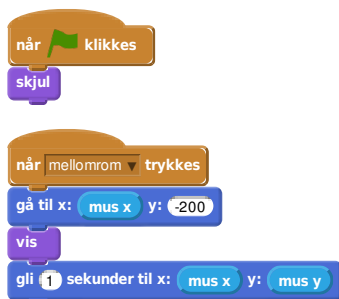 når klikkes
skjul
når mellomrom trykkes
gå til x: mus x y: -200
vis
gli 1 sekunder til x: mus x y: mus y